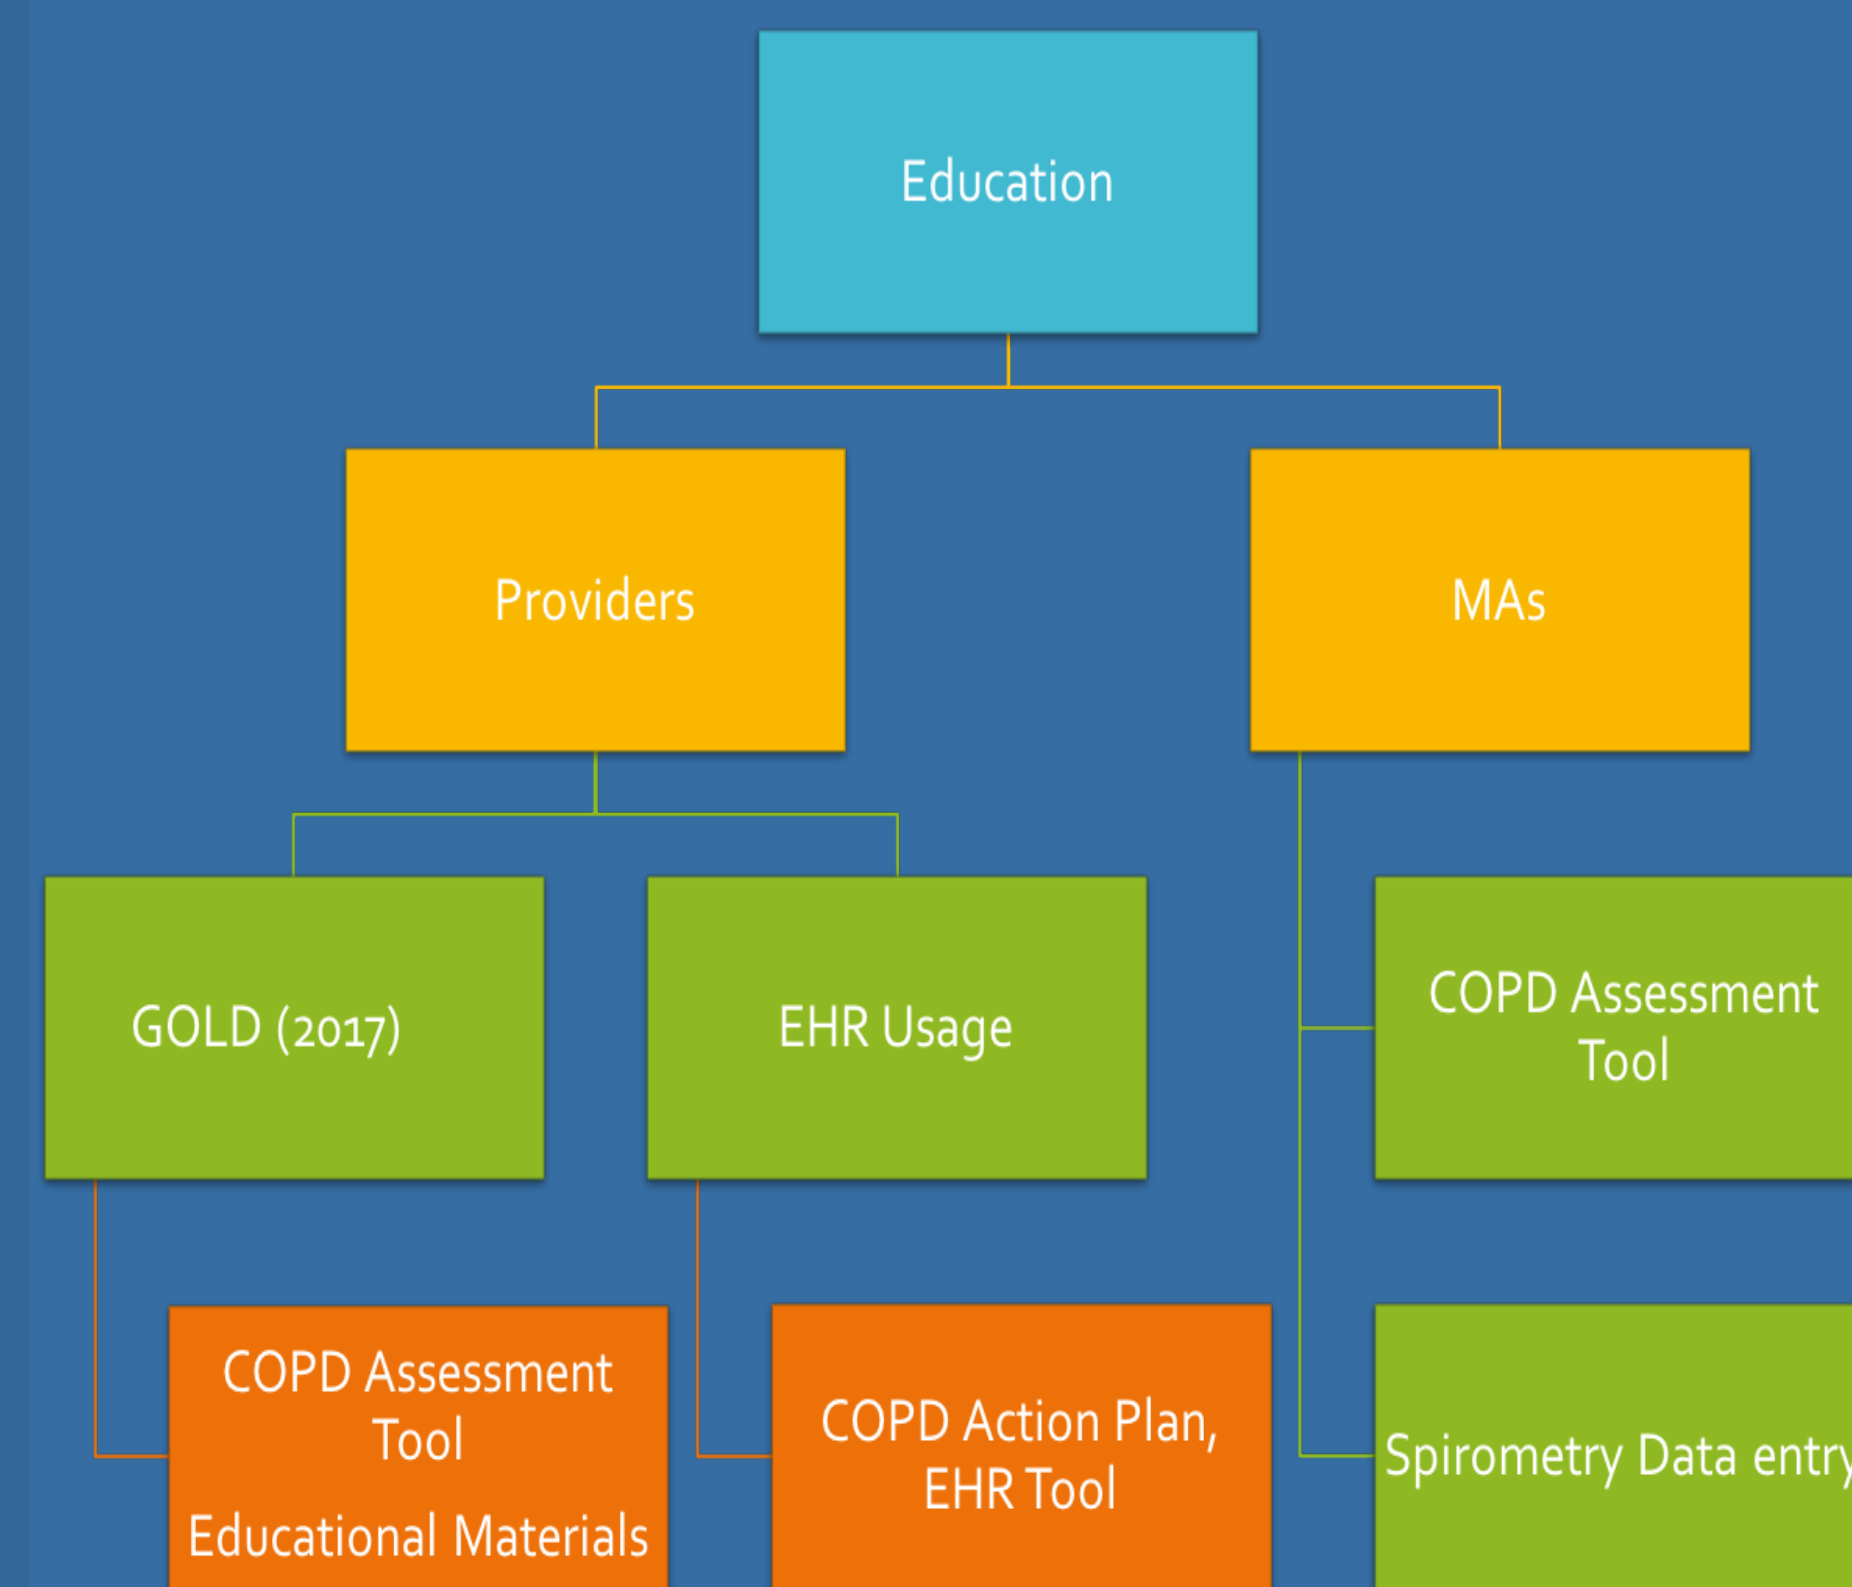 Education
Providers
MAs
GOLD (2017)
EHR Usage
COPD Assessment
Tool
COPD Assessment
Tool
Educational Materials
COPD Action Plan,
EHR Tool
Spirometry Data entry